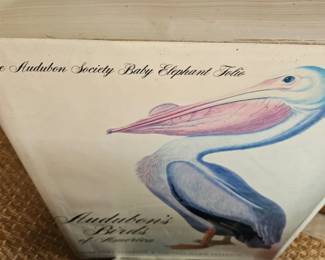 e Audubon Society Baby Elephant Folio
Audubon's
Birds
of America